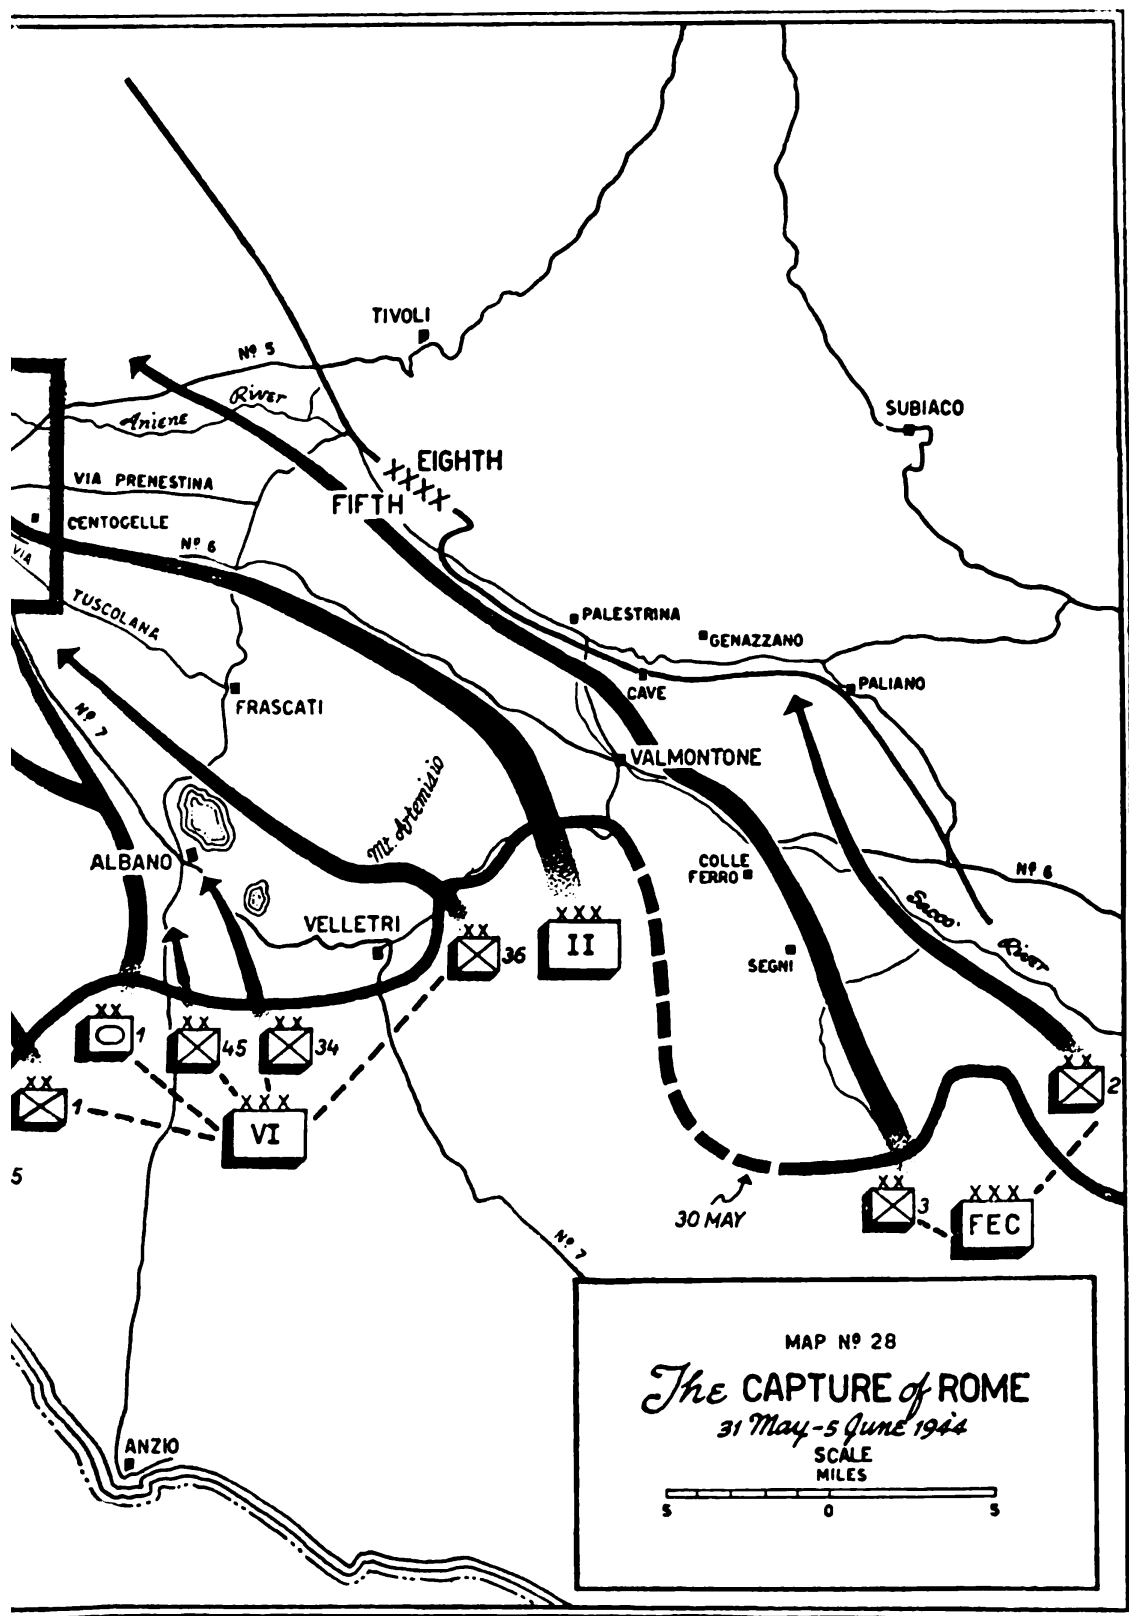 TIVOLI
Nº 5
River
Aniene
SUBIACO
XXXX
EIGHTH
FIFTH
VIA PRENESTINA
CENTOCELLE
Nº 6
VIA
TUSCOLANA
PALESTRINA
GENAZZANO
CAVE
PALIANO
FRASCATI
Nº 7
VALMONTONE
Mt. Artemisio
ALBANO
COLLE
FERRO
Nº 6
Sacco
River
VELLETRI
SEGNI
XX
36
XXX
II
XX
1
XX
45
XX
34
XX
1
XXX
VI
5
XX
2
30 MAY
XX
3
XXX
FEC
Nº 7
MAP Nº 28
The CAPTURE of ROME
31 May - 5 June 1944
SCALE
MILES
5 0 5
ANZIO